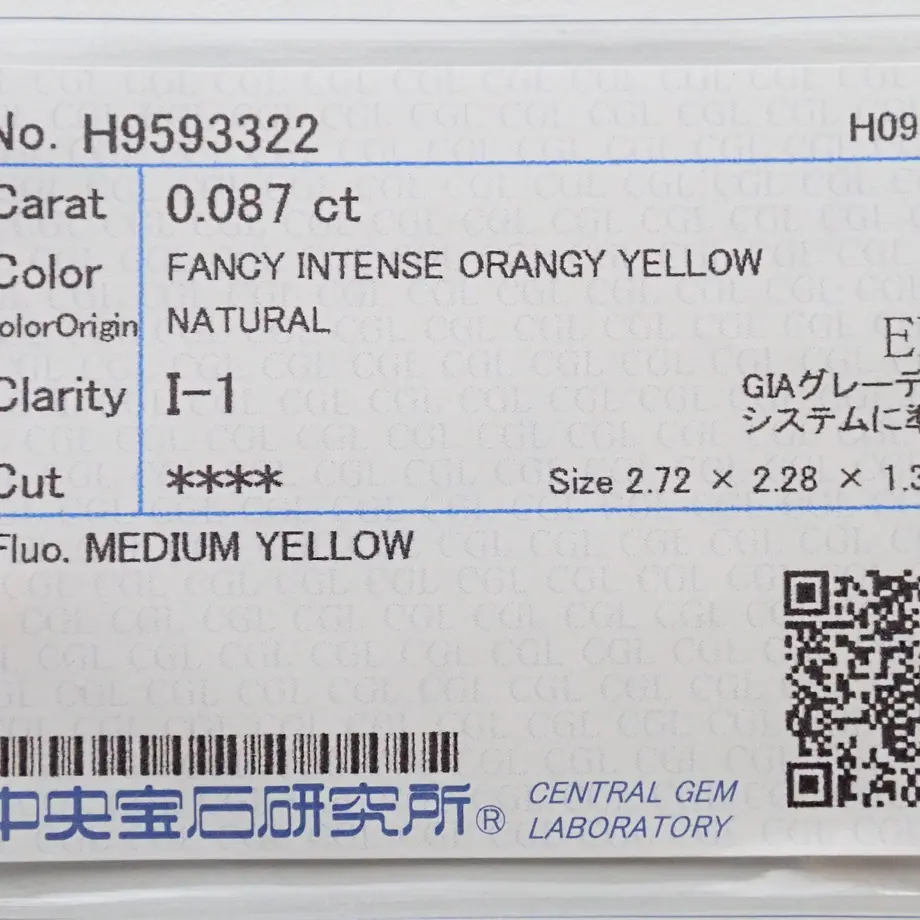 No. H9593322 H09
Carat 0.087 ct
Color FANCY INTENSE ORANGY YELLOW
ColorOrigin NATURAL
Clarity I-1
GIAグレーデ
システムに準
Cut **** Size 2.72 × 2.28 × 1.3
Fluo. MEDIUM YELLOW
中央宝石研究所® CENTRAL GEM
LABORATORY